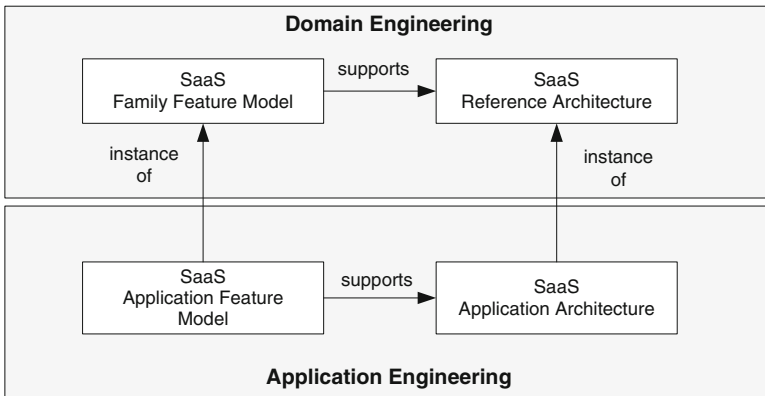 Domain Engineering
SaaS
Family Feature Model
supports
SaaS
Reference Architecture
instance
of
instance
of
SaaS
Application Feature
Model
supports
SaaS
Application Architecture
Application Engineering